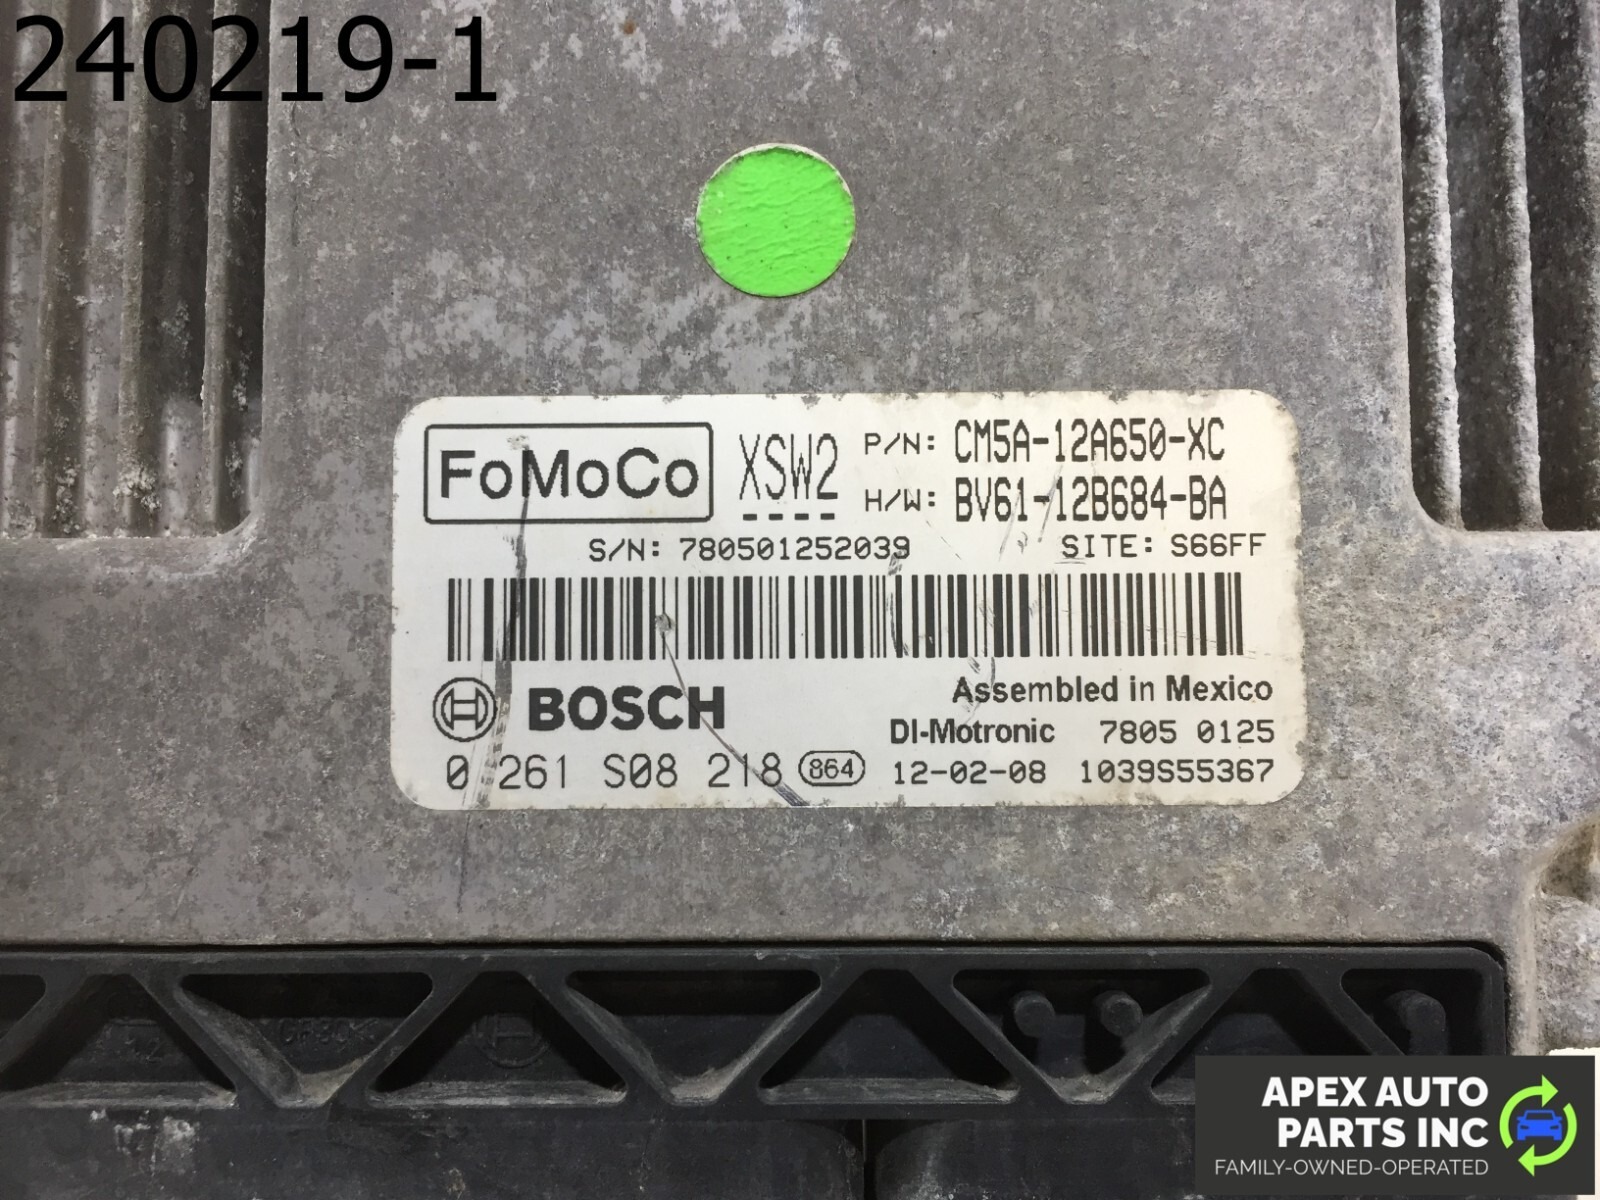 240219-1
FoMoCo
XSW2
P/N: CM5A-12A650-XC
H/W: BV61-12B684-BA
S/N: 780501252039
SITE: S66FF
BOSCH
Assembled in Mexico
DI-Motronic 7805 0125
0 261 S08 218 864 12-02-08 1039S55367
APEX AUTO
PARTS INC
FAMILY-OWNED-OPERATED